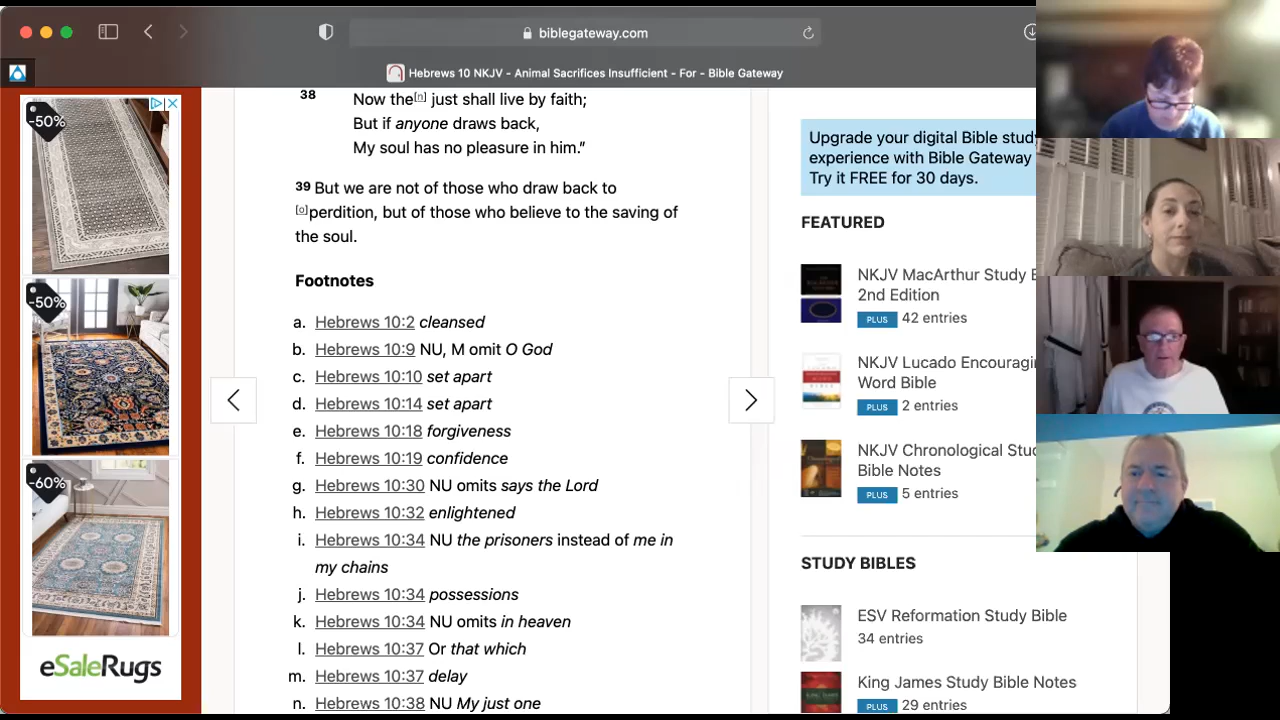 biblegateway.com
Hebrews 10 NKJV - Animal Sacrifices Insufficient - For - Bible Gateway
-50%
-50%
-60%
eSaleRugs
38
Now the[n] just shall live by faith;
But if anyone draws back,
My soul has no pleasure in him.”
39 But we are not of those who draw back to
[o]perdition, but of those who believe to the saving of
the soul.
Footnotes
a. Hebrews 10:2 cleansed
b. Hebrews 10:9 NU, M omit O God
c. Hebrews 10:10 set apart
d. Hebrews 10:14 set apart
e. Hebrews 10:18 forgiveness
f. Hebrews 10:19 confidence
g. Hebrews 10:30 NU omits says the Lord
h. Hebrews 10:32 enlightened
i. Hebrews 10:34 NU the prisoners instead of me in
my chains
j. Hebrews 10:34 possessions
k. Hebrews 10:34 NU omits in heaven
l. Hebrews 10:37 Or that which
m. Hebrews 10:37 delay
n. Hebrews 10:38 NU My just one
Upgrade your digital Bible study
experience with Bible Gateway
Try it FREE for 30 days.
FEATURED
NKJV MacArthur Study
2nd Edition
PLUS 42 entries
NKJV Lucado
Word Bible
PLUS 2 entries
NKJV Chronological
Bible Notes
PLUS 5 entries
STUDY BIBLES
ESV Reformation Study Bible
34 entries
King James Study Bible Notes
PLUS 29 entries